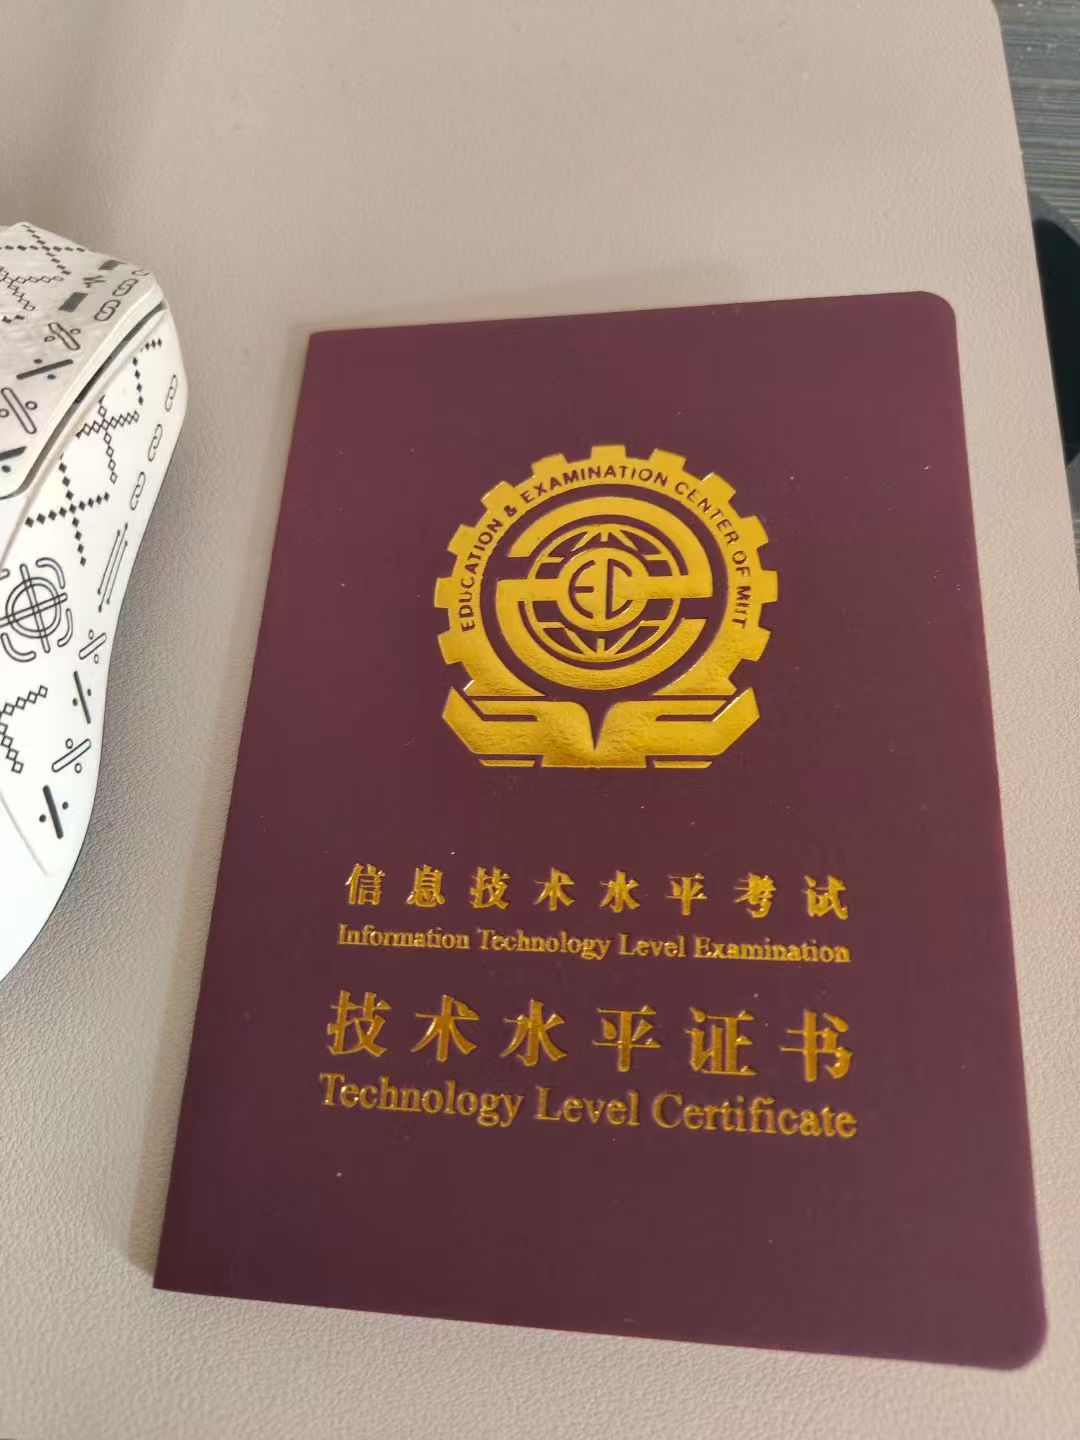 EDUCATION & EXAMINATION CENTER OF MIIT
EC
信息技术水平考试
Information Technology Level Examination
技术水平证书
Technology Level Certificate